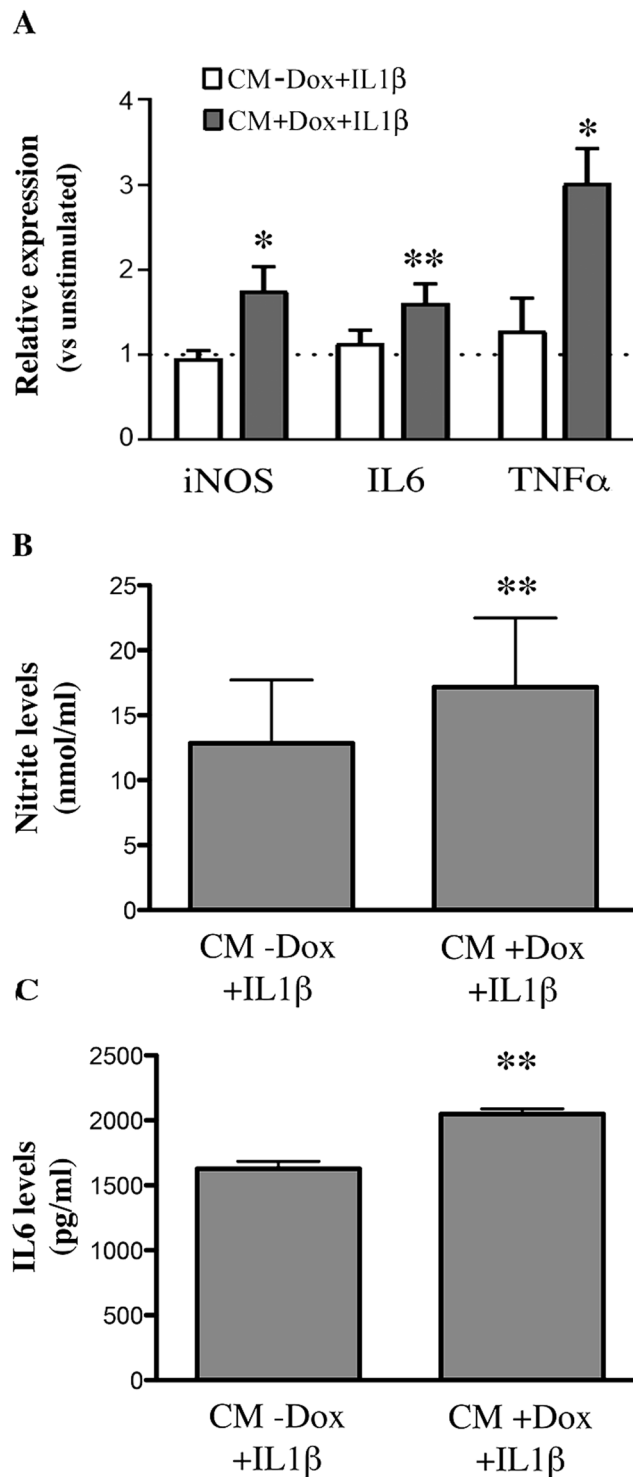 A
CM-Dox+IL1β
CM+Dox+IL1β
Relative expression
(vs unstimulated)
4
3
2
1
0
*
**
*
iNOS
IL6
TNFα
B
Nitrite levels
(nmol/ml)
25
20
15
10
5
0
**
CM -Dox
+IL1β
CM +Dox
+IL1β
C
IL6 levels
(pg/ml)
2500
2000
1500
1000
500
0
**
CM -Dox
+IL1β
CM +Dox
+IL1β